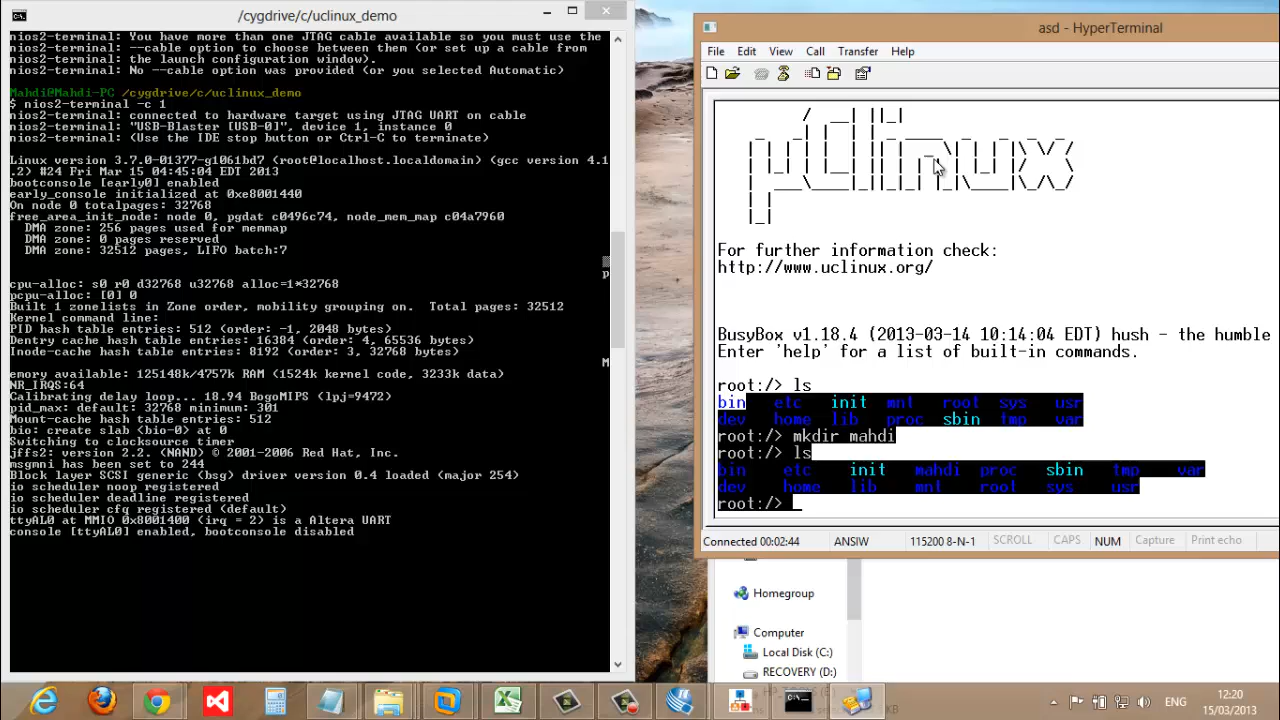 /cygdrive/c/uclinux_demo
nios2-terminal: You have more than one JTAG cable available so you must use the
nios2-terminal: --cable option to choose between them (or set up a cable from
nios2-terminal: the launch configuration window).
nios2-terminal: No --cable option was provided (or you selected Automatic)
Mahdi@Mahdi-PC /cygdrive/c/uclinux_demo
$ nios2-terminal -c 1
nios2-terminal: connected to hardware target using JTAG UART on cable
nios2-terminal: "USB-Blaster [USB-0]", device 1, instance 0
nios2-terminal: (Use the IDE stop button or Ctrl-C to terminate)
Linux version 3.7.0-01377-g1061bd7 (root@localhost.localdomain) (gcc version 4.1
.2) #24 Fri Mar 15 04:45:04 EDT 2013
bootconsole [early0] enabled
early_console initialized at 0xe8001440
On node 0 totalpages: 32768
free_area_init_node: node 0, pgdat c0496c74, node_mem_map c04a7960
DMA zone: 256 pages used for memmap
DMA zone: 0 pages reserved
DMA zone: 32512 pages, LIFO batch:7
p
cpu-alloc: s0 r0 d32768 u32768 alloc=1*32768
pcpu-alloc: [0] 0
Built 1 zonelists in Zone order, mobility grouping on.  Total pages: 32512
Kernel command line:
PID hash table entries: 512 (order: -1, 2048 bytes)
Dentry cache hash table entries: 16384 (order: 4, 65536 bytes)
Inode-cache hash table entries: 8192 (order: 3, 32768 bytes)
M
emory available: 125148k/4757k RAM (1524k kernel code, 3233k data)
NR_IRQS:64
Calibrating delay loop... 18.94 BogoMIPS (lpj=9472)
pid_max: default: 32768 minimum: 301
Mount-cache hash table entries: 512
bio: create slab <bio-0> at 0
Switching to clocksource timer
jffs2: version 2.2. (NAND) © 2001-2006 Red Hat, Inc.
msgmni has been set to 244
Block layer SCSI generic (bsg) driver version 0.4 loaded (major 254)
io scheduler noop registered
io scheduler deadline registered
io scheduler cfq registered (default)
ttyAL0 at MMIO 0x8001400 (irq = 2) is a Altera UART
console [ttyAL0] enabled, bootconsole disabled
asd - HyperTerminal
File Edit View Call Transfer Help
µClinux
For further information check:
http://www.uclinux.org/
BusyBox v1.18.4 (2013-03-14 10:14:04 EDT) hush - the humble
Enter 'help' for a list of built-in commands.
root:/> ls
bin etc init mnt root sys usr
dev home lib proc sbin tmp var
root:/> mkdir mahdi
root:/> ls
bin etc init mahdi proc sbin tmp var
dev home lib mnt root sys usr
root:/>
Connected 00:02:44 ANSIW 115200 8-N-1 SCROLL CAPS NUM Capture Print echo
Homegroup
Computer
Local Disk (C:)
RECOVERY (D:)
KB
ENG
12:20
15/03/2013